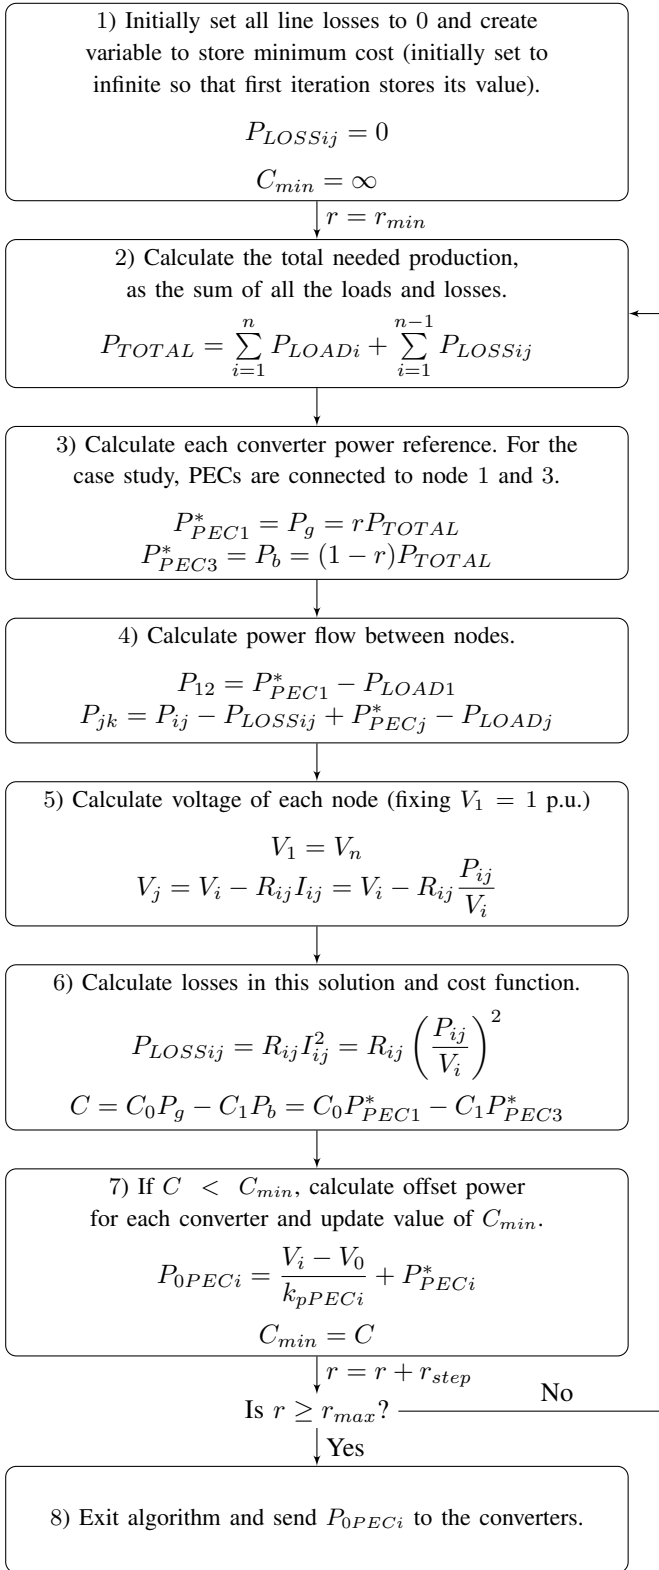 1) Initially set all line losses to 0 and create
variable to store minimum cost (initially set to
infinite so that first iteration stores its value).
P_{LOSSij} = 0
C_{min} = ∞
r = r_{min}
2) Calculate the total needed production,
as the sum of all the loads and losses.
P_{TOTAL} = \sum_{i=1}^{n} P_{LOADi} + \sum_{i=1}^{n-1} P_{LOSSij}
3) Calculate each converter power reference. For the
case study, PECs are connected to node 1 and 3.
P^*_{PEC1} = P_g = rP_{TOTAL}
P^*_{PEC3} = P_b = (1 − r)P_{TOTAL}
4) Calculate power flow between nodes.
P_{12} = P^*_{PEC1} − P_{LOAD1}
P_{jk} = P_{ij} − P_{LOSSij} + P^*_{PECj} − P_{LOADj}
5) Calculate voltage of each node (fixing V_1 = 1 p.u.)
V_1 = V_n
V_j = V_i − R_{ij}I_{ij} = V_i − R_{ij}\frac{P_{ij}}{V_i}
6) Calculate losses in this solution and cost function.
P_{LOSSij} = R_{ij}I_{ij}^2 = R_{ij}\left(\frac{P_{ij}}{V_i}\right)^2
C = C_0P_g − C_1P_b = C_0P^*_{PEC1} − C_1P^*_{PEC3}
7) If C < C_{min}, calculate offset power
for each converter and update value of C_{min}.
P_{0PECi} = \frac{V_i − V_0}{k_{pPECi}} + P^*_{PECi}
C_{min} = C
r = r + r_{step}
Is r ≥ r_{max}?
No
Yes
8) Exit algorithm and send P_{0PECi} to the converters.